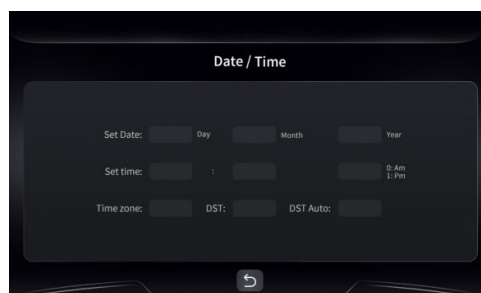 Date / Time
Set Date: Day Month Year
Set time: : 0: Am
1: Pm
Time zone: DST: DST Auto: